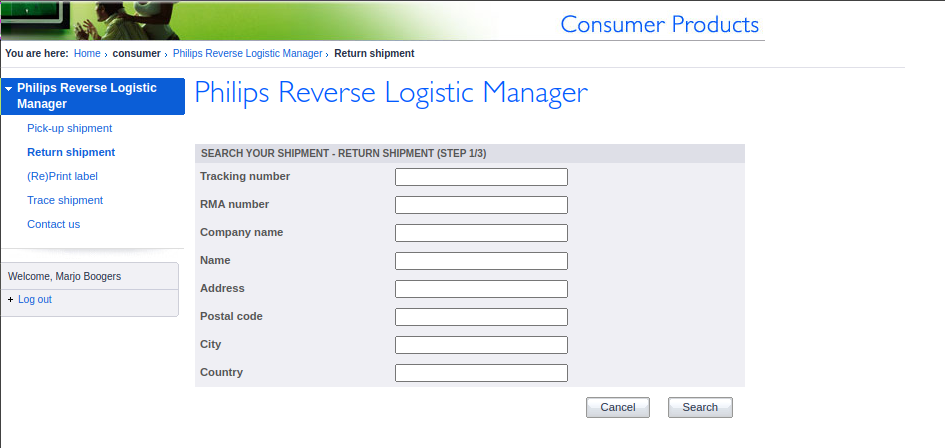 Consumer Products
You are here: Home › consumer › Philips Reverse Logistic Manager › Return shipment
Philips Reverse Logistic
Manager
Pick-up shipment
Return shipment
(Re)Print label
Trace shipment
Contact us
Welcome, Marjo Boogers
Log out
Philips Reverse Logistic Manager
SEARCH YOUR SHIPMENT - RETURN SHIPMENT (STEP 1/3)
Tracking number
RMA number
Company name
Name
Address
Postal code
City
Country
Cancel Search